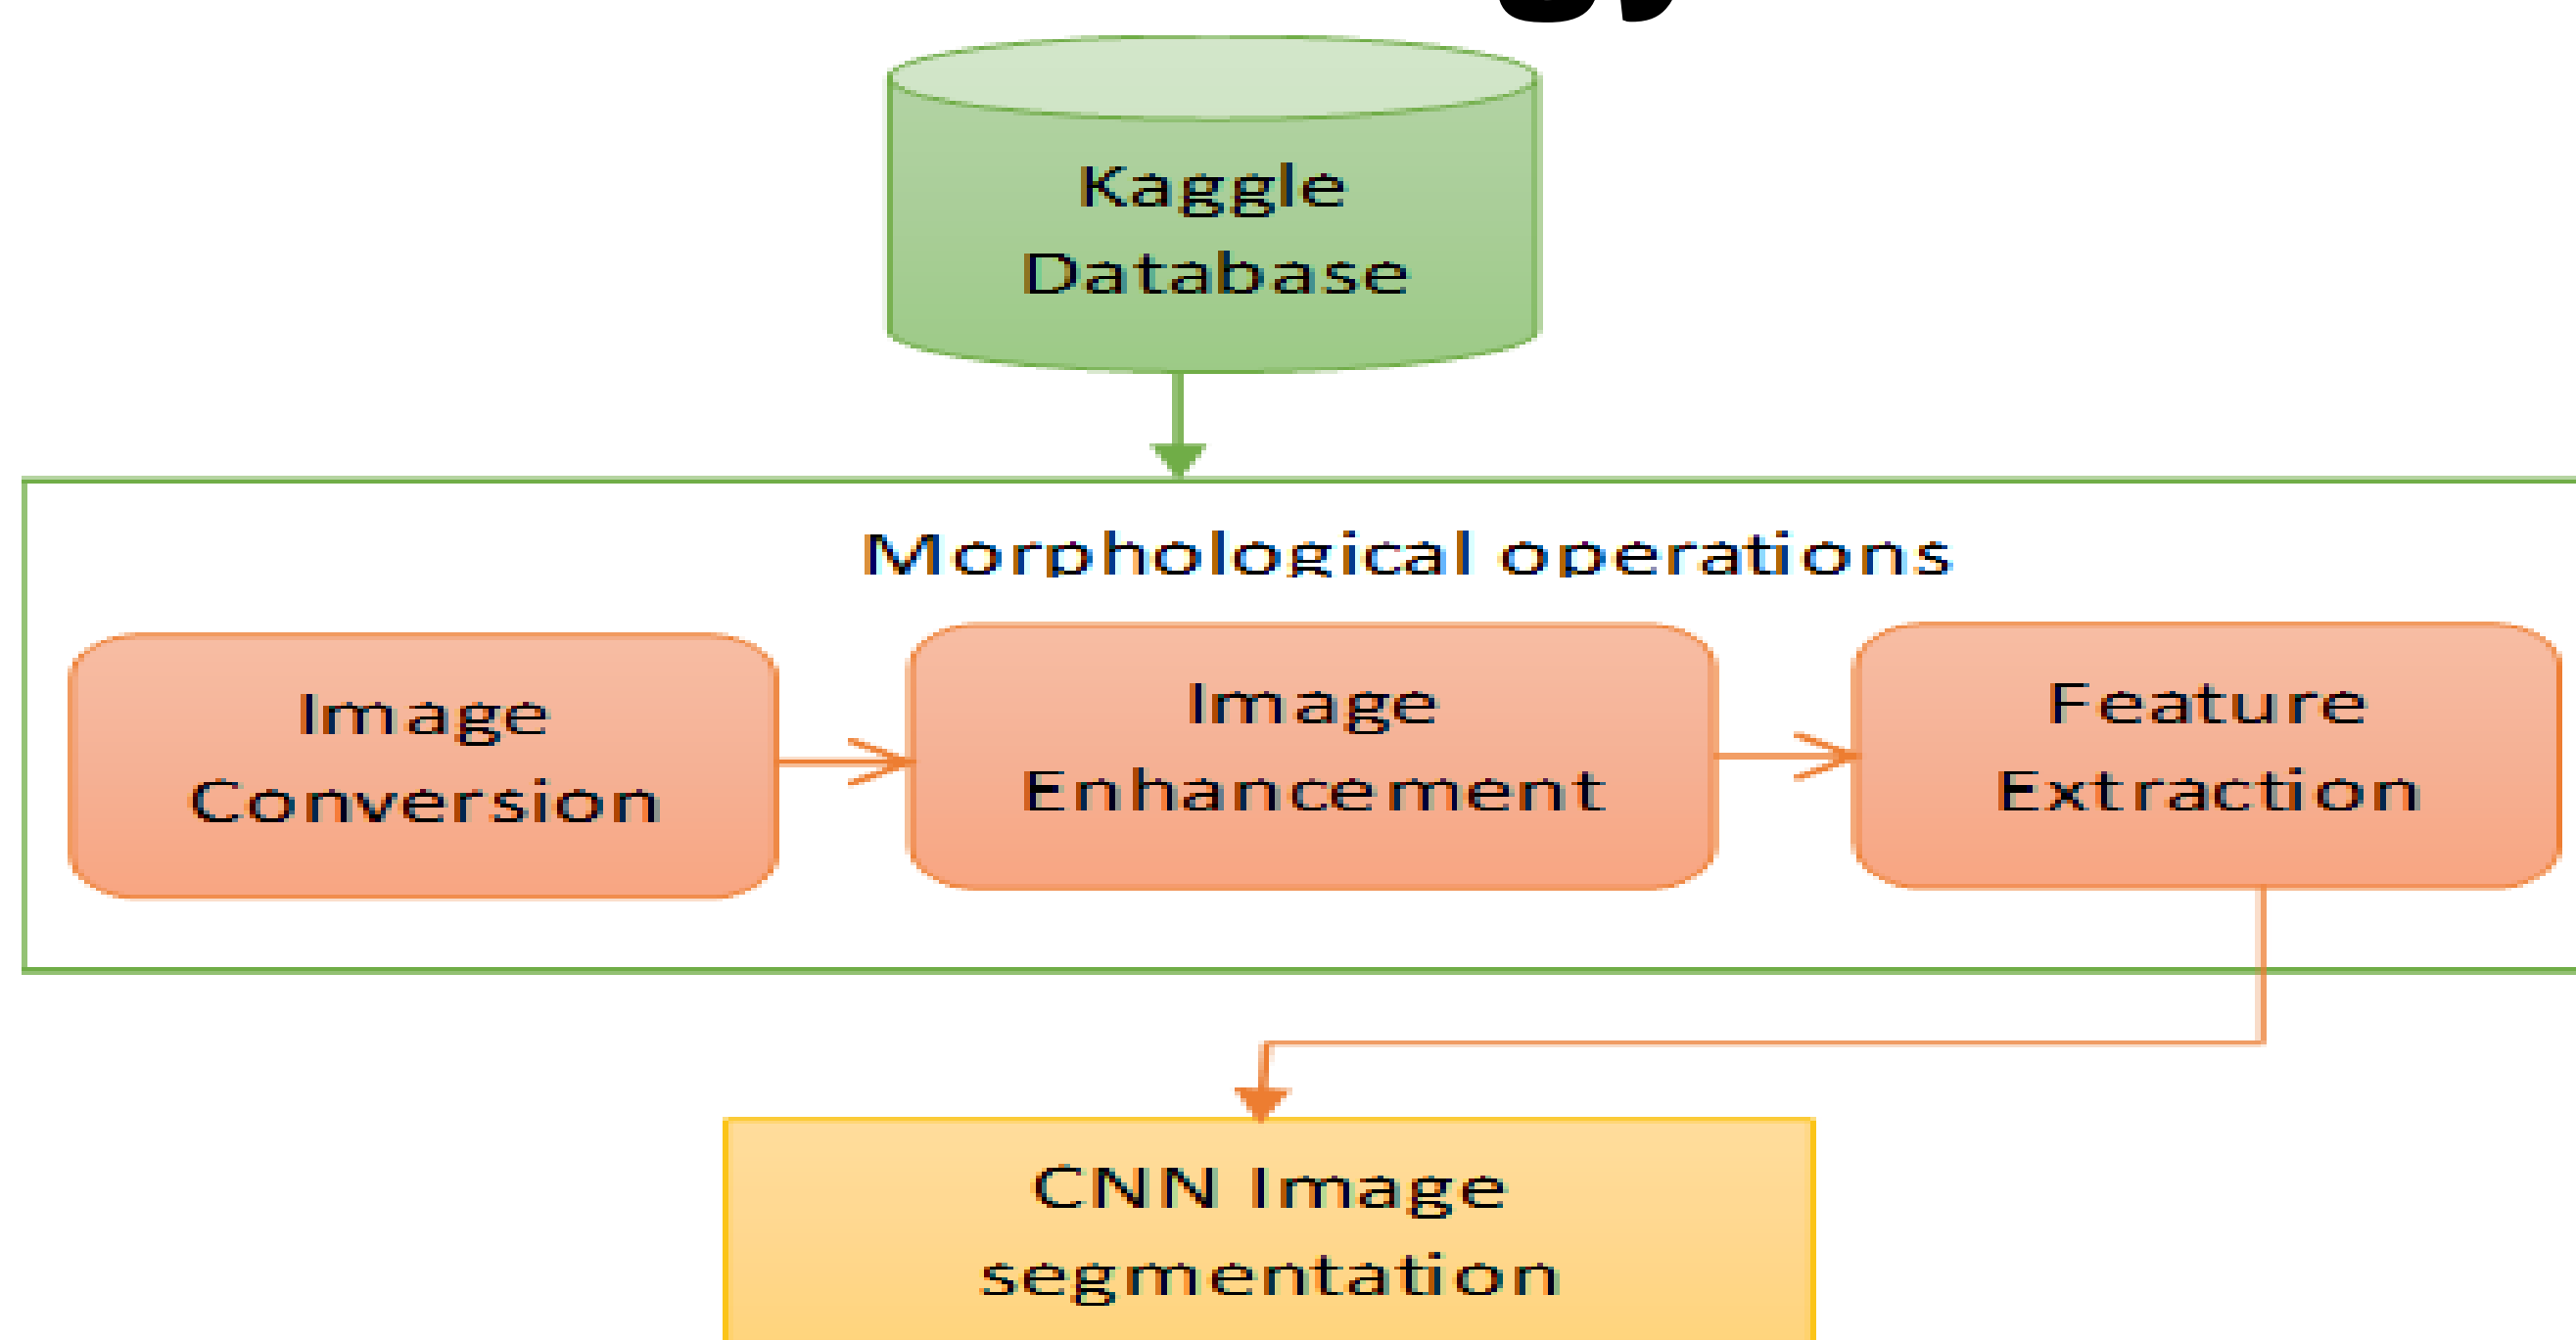 Kaggle
Database
Morphological operations
Image
Conversion
Image
Enhancement
Feature
Extraction
CNN Image
segmentation